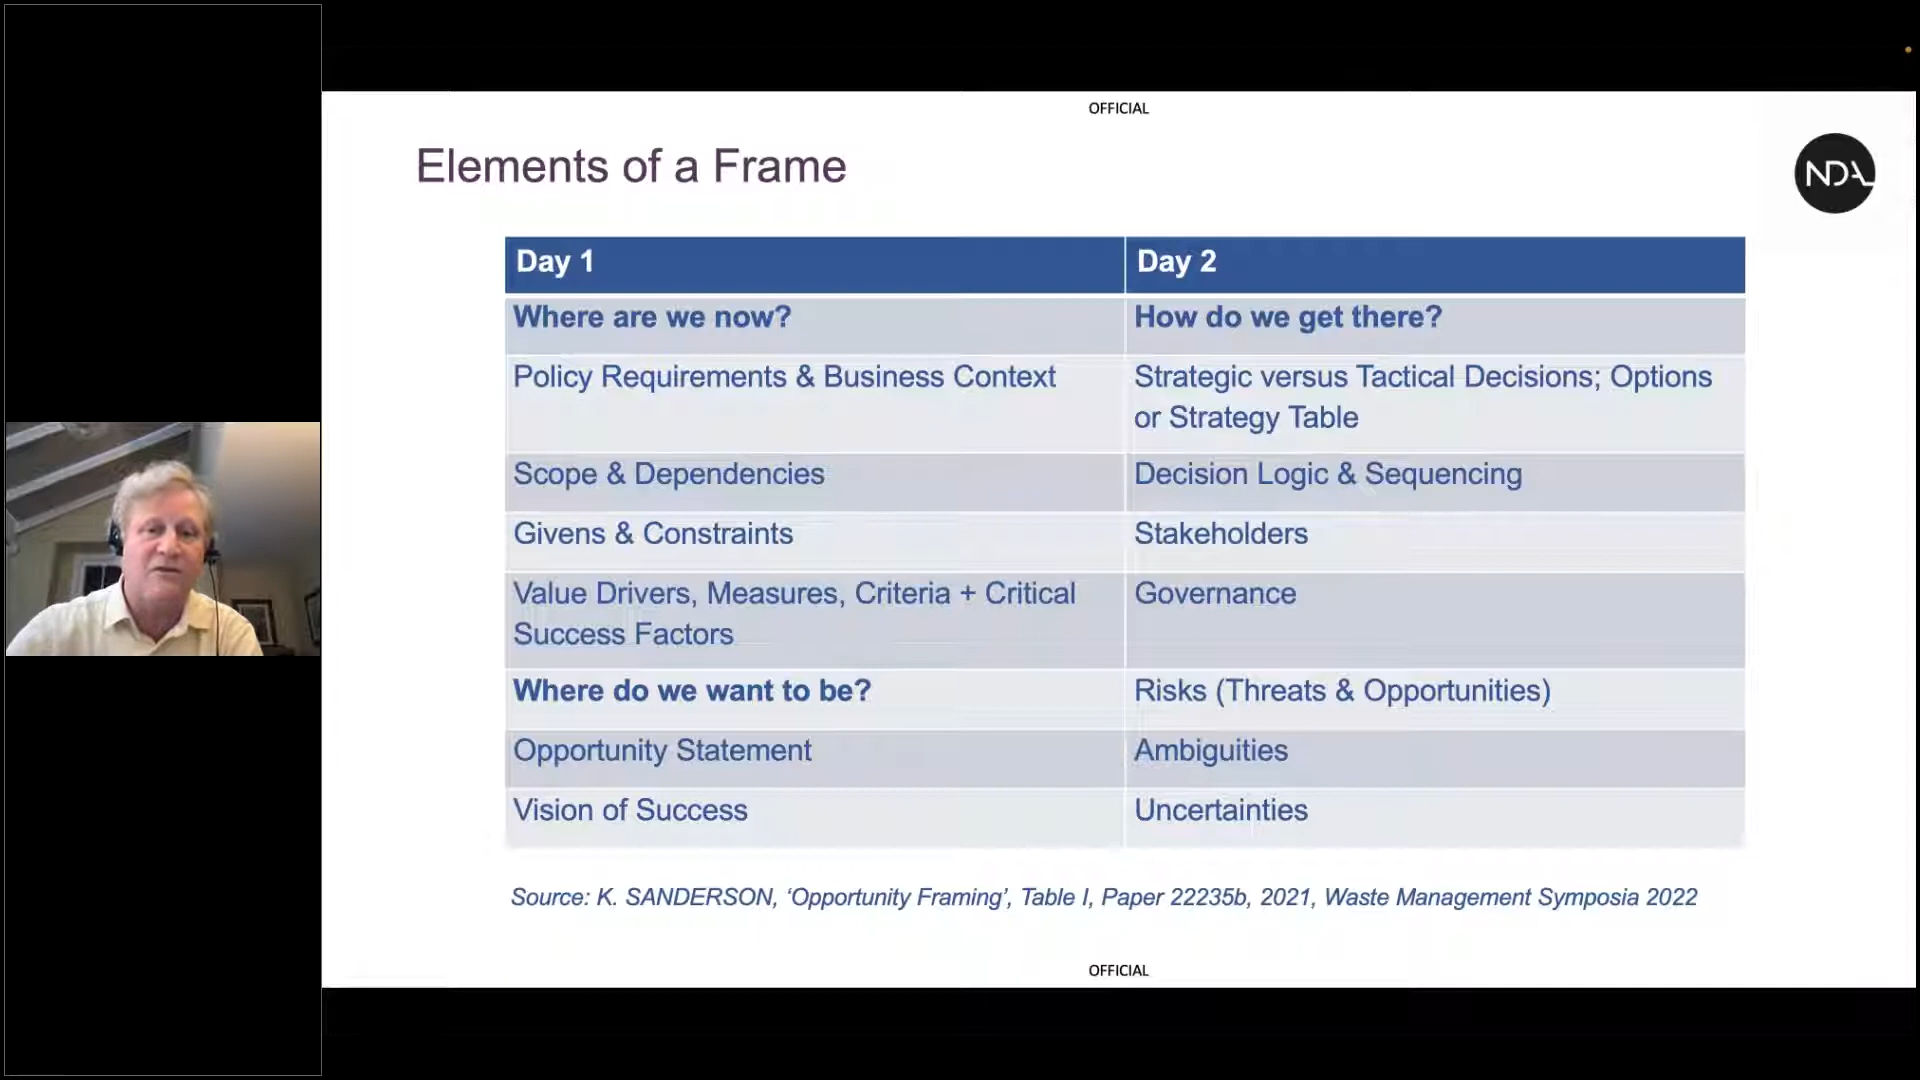 OFFICIAL
Elements of a Frame
NDA
Day 1
Day 2
Where are we now?
How do we get there?
Policy Requirements & Business Context
Strategic versus Tactical Decisions; Options
or Strategy Table
Scope & Dependencies
Decision Logic & Sequencing
Givens & Constraints
Stakeholders
Value Drivers, Measures, Criteria + Critical
Success Factors
Governance
Where do we want to be?
Risks (Threats & Opportunities)
Opportunity Statement
Ambiguities
Vision of Success
Uncertainties
Source: K. SANDERSON, ‘Opportunity Framing’, Table I, Paper 22235b, 2021, Waste Management Symposia 2022
OFFICIAL